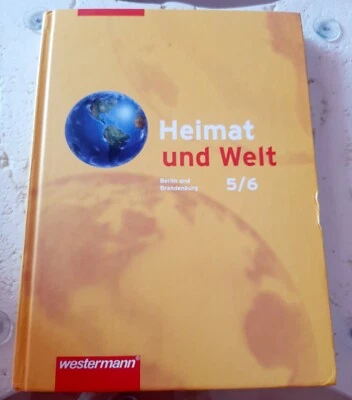 Heimat
und Welt
Berlin und
Brandenburg
5/6
westermann®